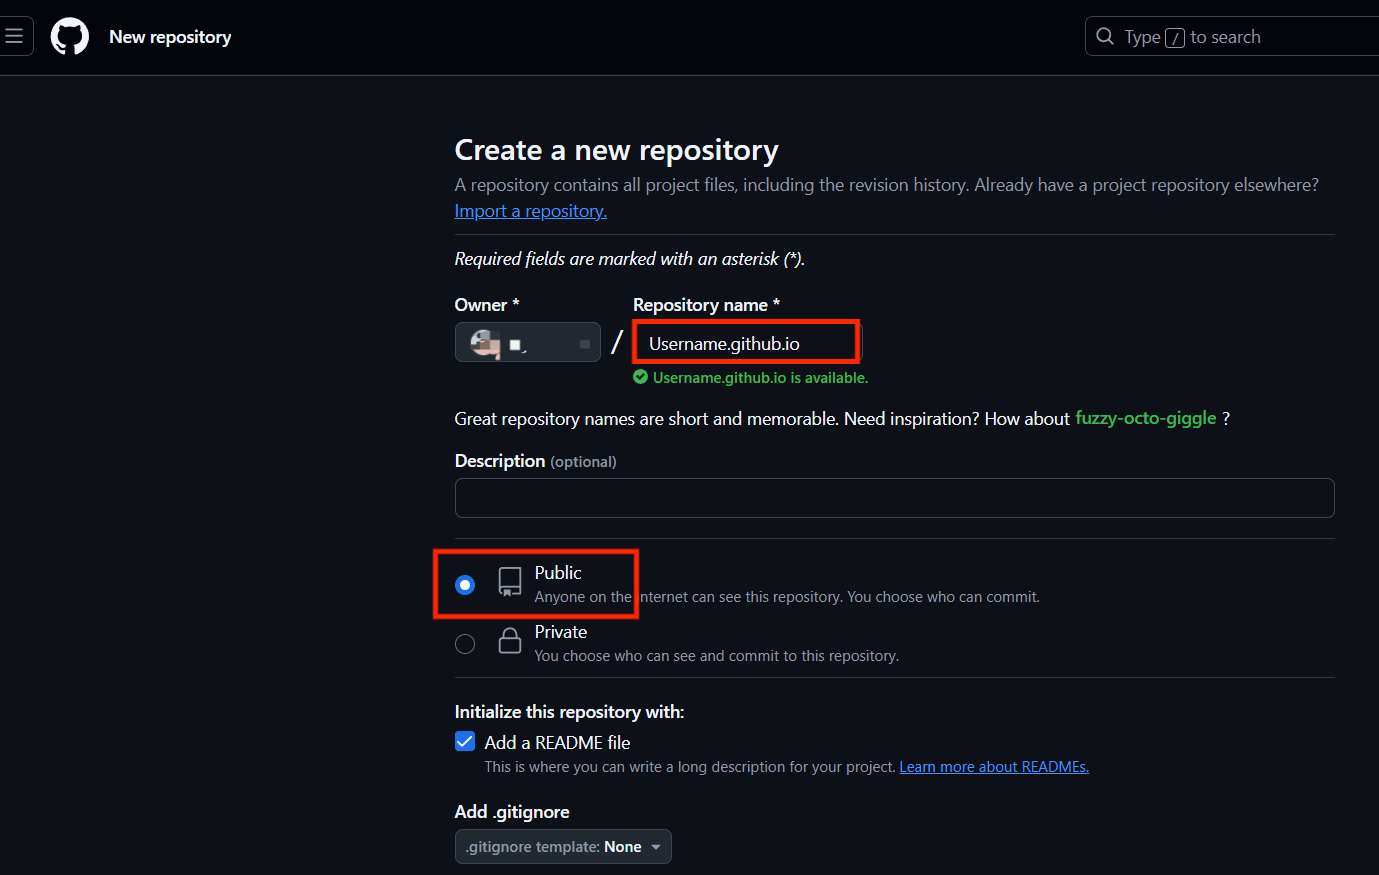 New repository
Type / to search
Create a new repository
A repository contains all project files, including the revision history. Already have a project repository elsewhere?
Import a repository.
Required fields are marked with an asterisk (*).
Owner * Repository name *
/ Username.github.io
Username.github.io is available.
Great repository names are short and memorable. Need inspiration? How about fuzzy-octo-giggle ?
Description (optional)
Public
Anyone on the internet can see this repository. You choose who can commit.
Private
You choose who can see and commit to this repository.
Initialize this repository with:
Add a README file
This is where you can write a long description for your project. Learn more about READMEs.
Add .gitignore
.gitignore template: None